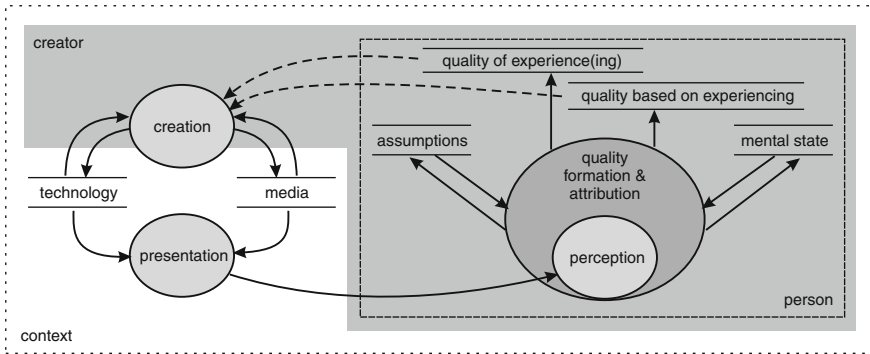 creator
quality of experience(ing)
quality based on experiencing
creation
assumptions
quality
formation &
attribution
mental state
technology
media
presentation
perception
person
context